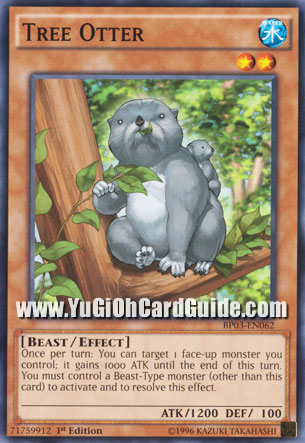 TREE OTTER
WATER
水
www.YuGiOhCardGuide.com
BP03-EN062
[BEAST/EFFECT]
Once per turn: You can target 1 face-up monster you
control; it gains 1000 ATK until the end of this turn.
You must control a Beast-Type monster (other than this
card) to activate and to resolve this effect.
ATK/1200 DEF/ 100
71759912 1st Edition ©1996 KAZUKI TAKAHASHI